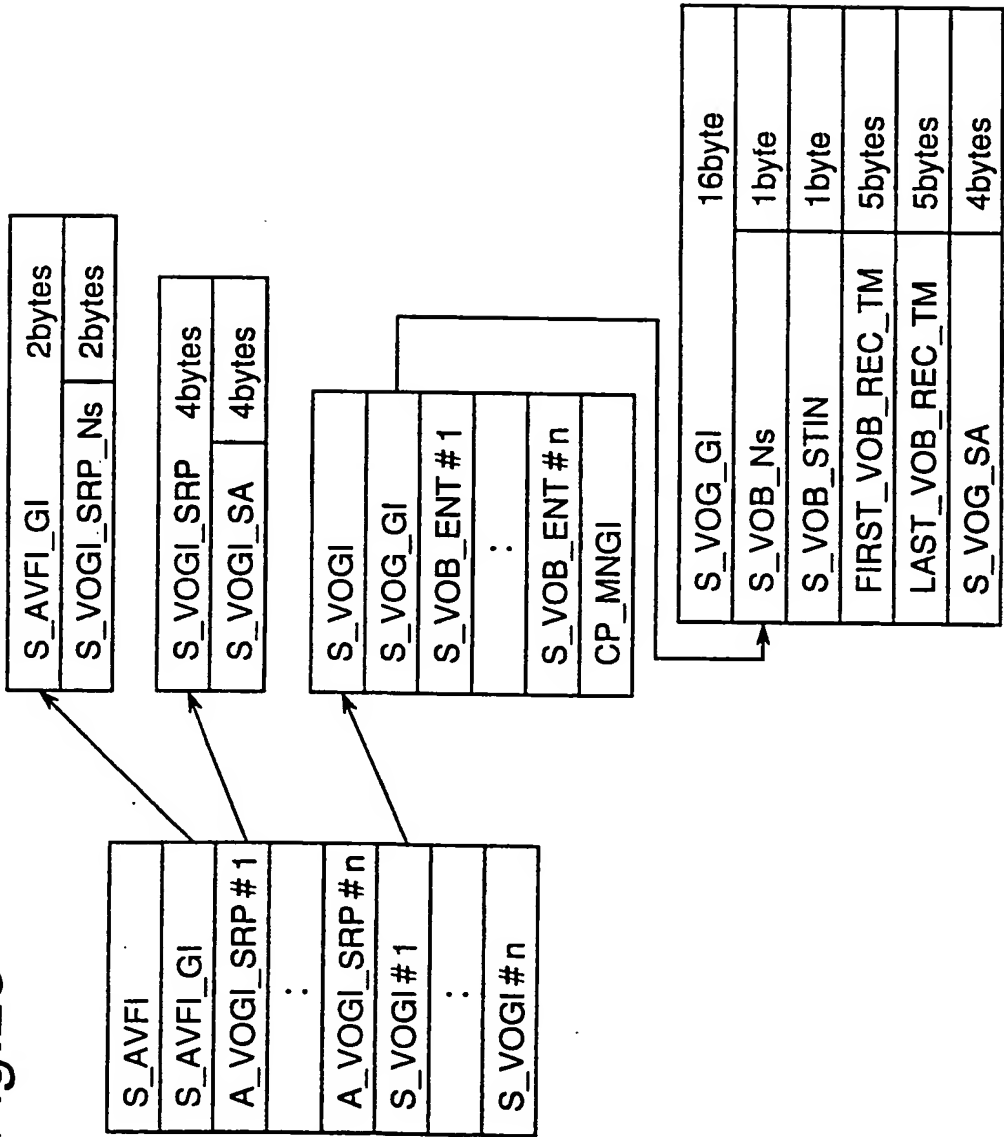 S_AVFI
S_AVFI_GI
A_VOGI_SRP#1
:
A_VOGI_SRP#n
S_VOGI#1
:
S_VOGI#n
S_AVFI_GI 2bytes
S_VOGI_SRP_Ns 2bytes
S_VOGI_SRP 4bytes
S_VOGI_SA 4bytes
S_VOGI
S_VOG_GI
S_VOB_ENT#1
:
S_VOB_ENT#n
CP_MNGI
S_VOG_GI 16byte
S_VOB_Ns 1byte
S_VOB_STIN 1byte
FIRST_VOB_REC_TM 5bytes
LAST_VOB_REC_TM 5bytes
S_VOG_SA 4bytes